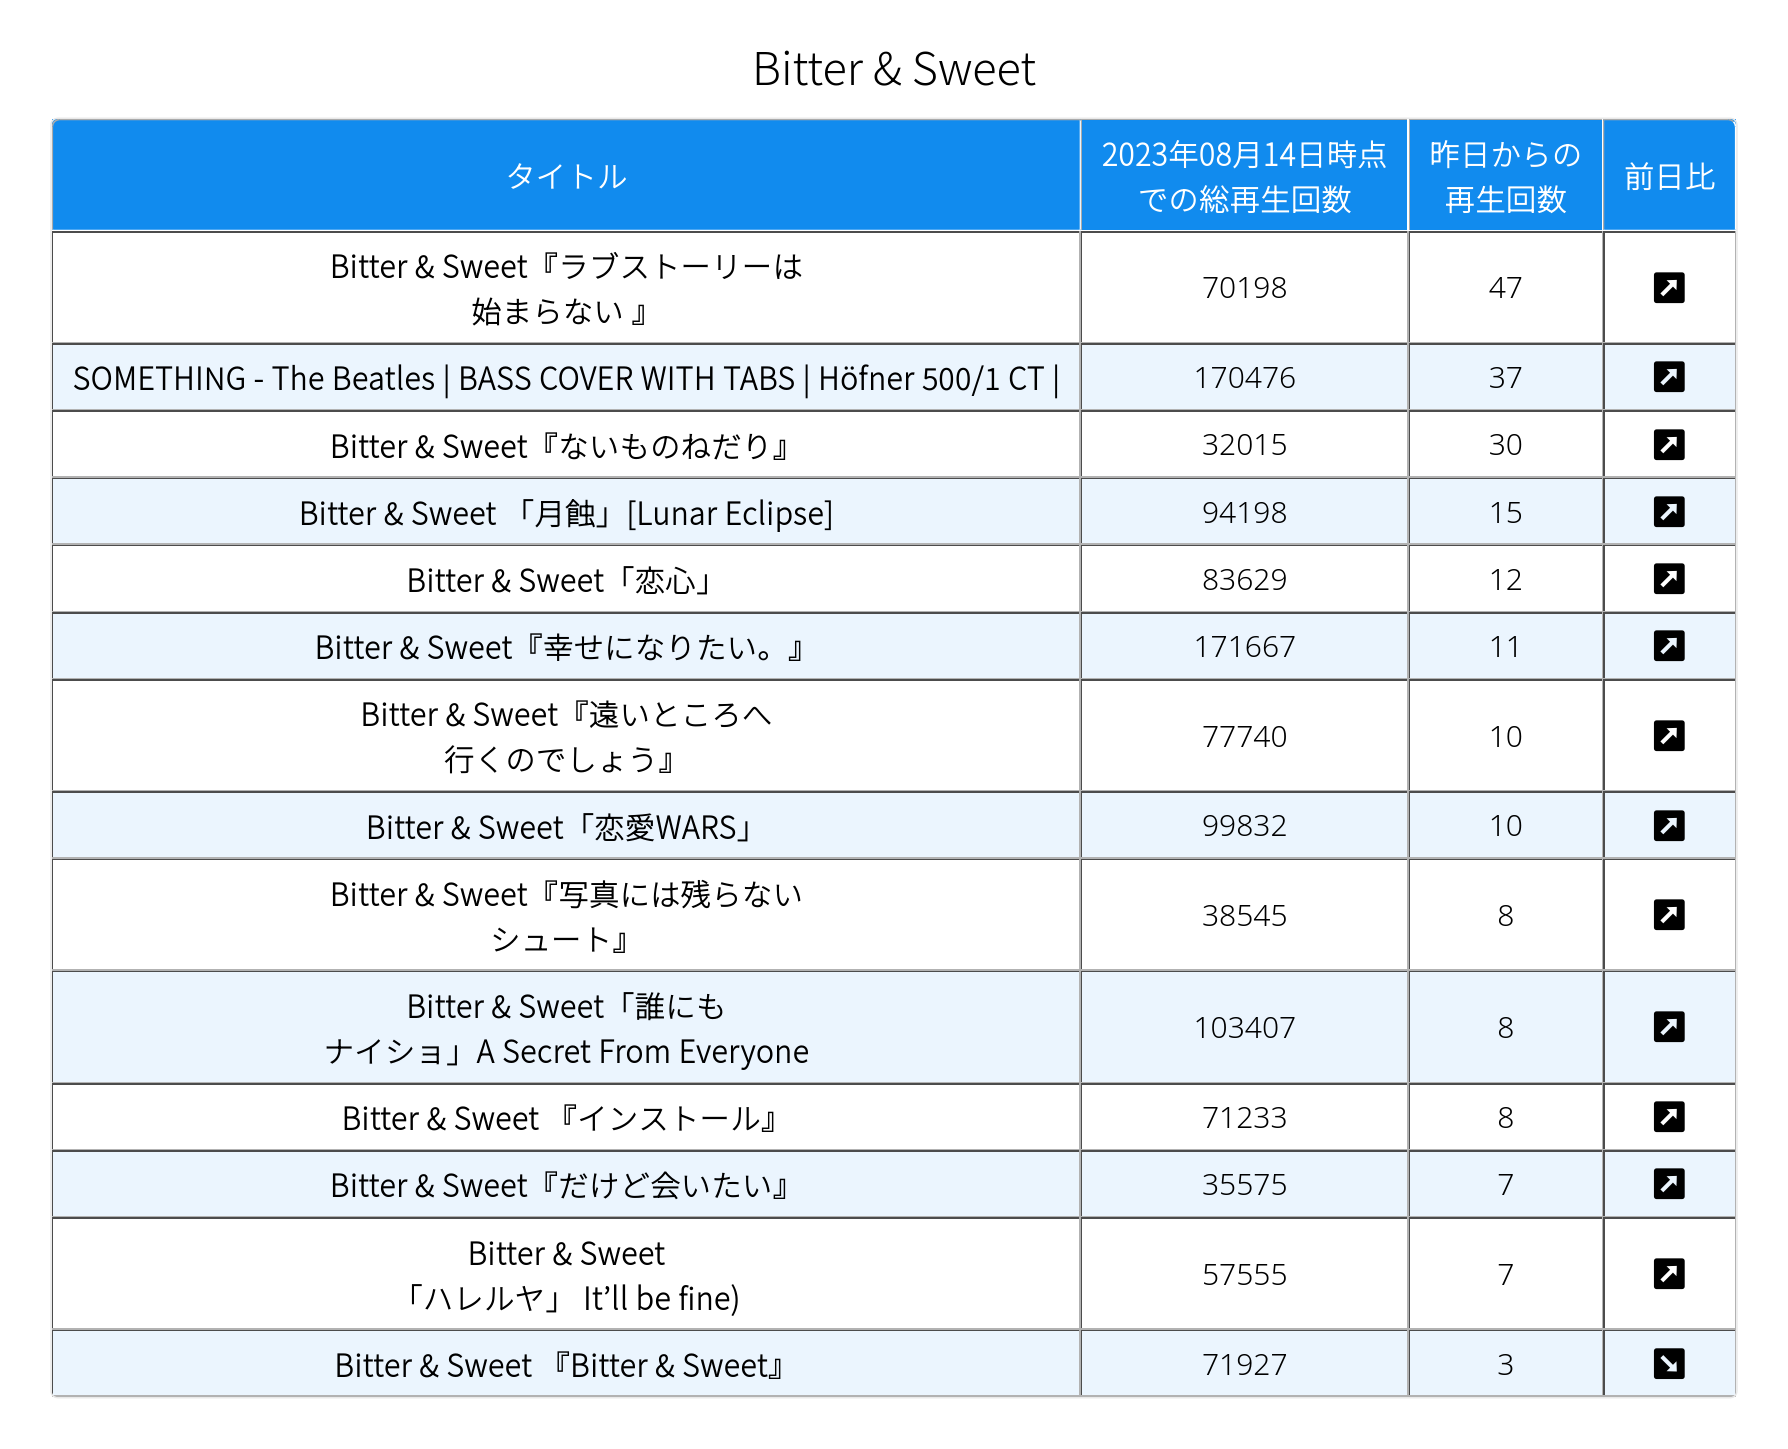 Bitter & Sweet
タイトル
2023年08月14日時点
での総再生回数
昨日からの
再生回数
前日比
Bitter & Sweet『ラブストーリーは
始まらない 』
70198
47
SOMETHING - The Beatles | BASS COVER WITH TABS | Höfner 500/1 CT |
170476
37
Bitter & Sweet『ないものねだり』
32015
30
Bitter & Sweet 「月蝕」[Lunar Eclipse]
94198
15
Bitter & Sweet「恋心」
83629
12
Bitter & Sweet『幸せになりたい。』
171667
11
Bitter & Sweet『遠いところへ
行くのでしょう』
77740
10
Bitter & Sweet「恋愛WARS」
99832
10
Bitter & Sweet『写真には残らない
シュート』
38545
8
Bitter & Sweet「誰にも
ナイショ」A Secret From Everyone
103407
8
Bitter & Sweet 『インストール』
71233
8
Bitter & Sweet『だけど会いたい』
35575
7
Bitter & Sweet
「ハレルヤ」 It’ll be fine)
57555
7
Bitter & Sweet 『Bitter & Sweet』
71927
3